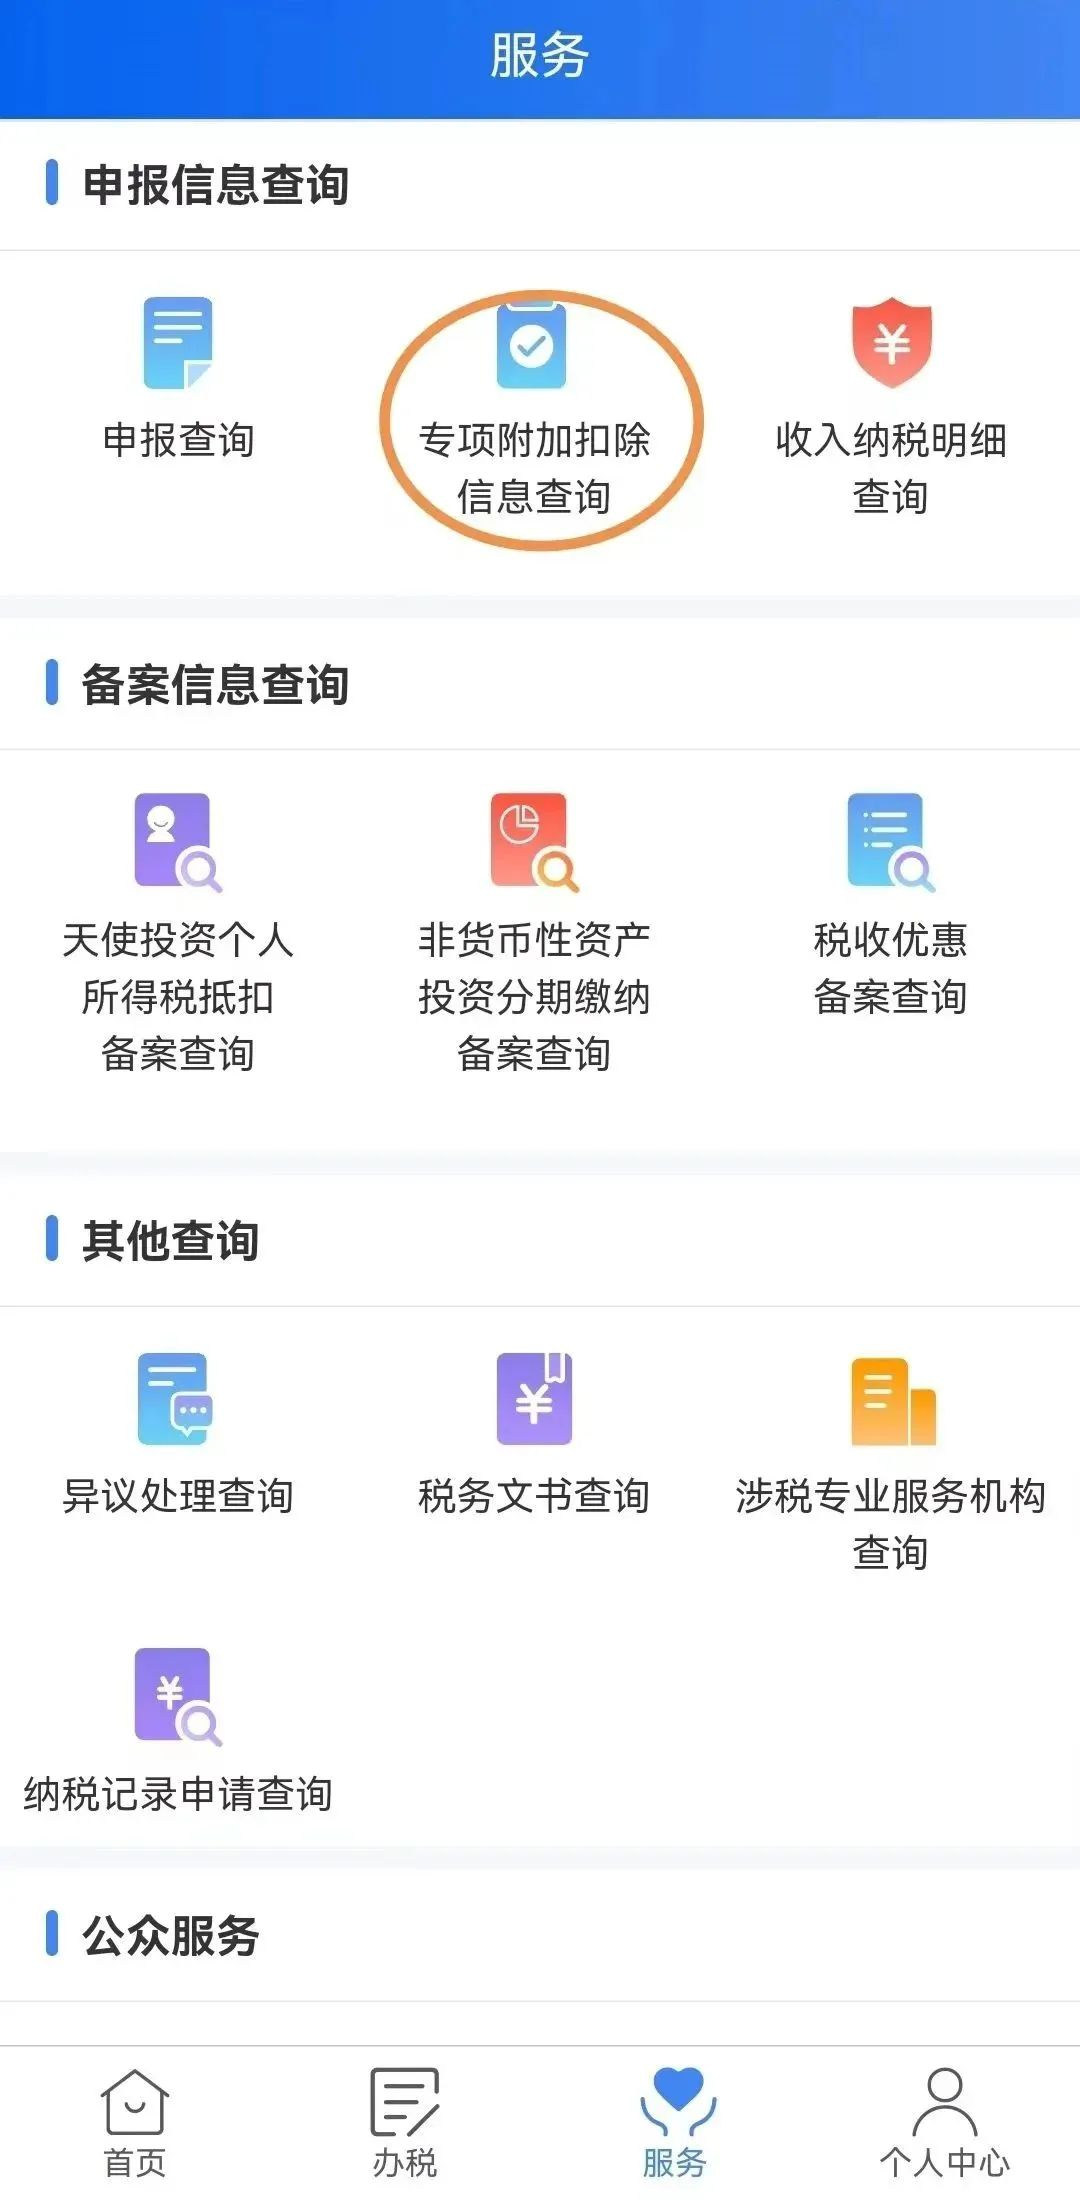 服务
申报信息查询
申报查询
专项附加扣除
信息查询
收入纳税明细
查询
备案信息查询
天使投资个人
所得税抵扣
备案查询
非货币性资产
投资分期缴纳
备案查询
税收优惠
备案查询
其他查询
异议处理查询
税务文书查询
涉税专业服务机构
查询
纳税记录申请查询
公众服务
首页
办税
服务
个人中心